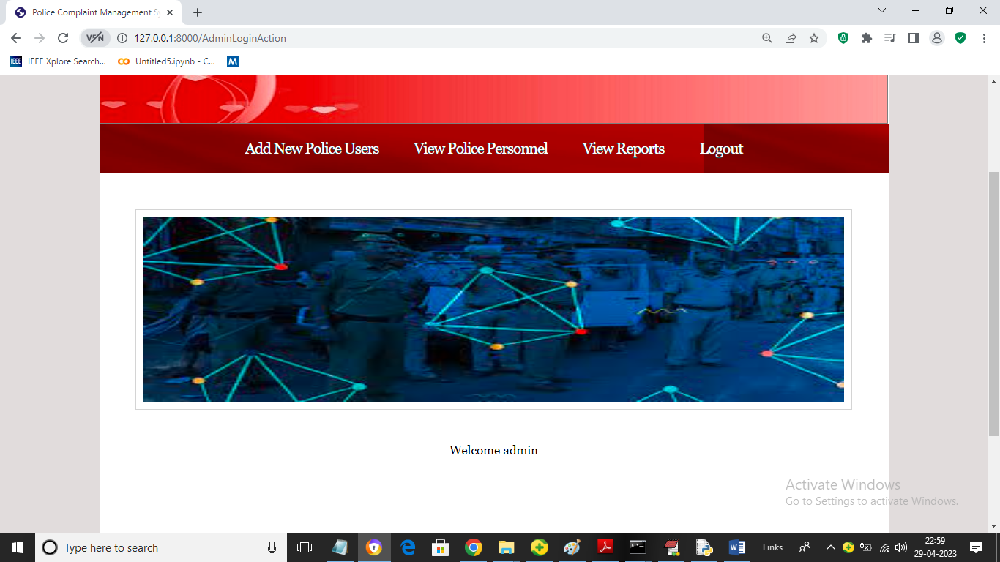 Police Complaint Management S
127.0.0.1:8000/AdminLoginAction
IEEE IEEE Xplore Search... Untitled5.ipynb - C... M
Add New Police Users View Police Personnel View Reports Logout
Welcome admin
Activate Windows
Go to Settings to activate Windows.
Type here to search
Links
22:59
29-04-2023